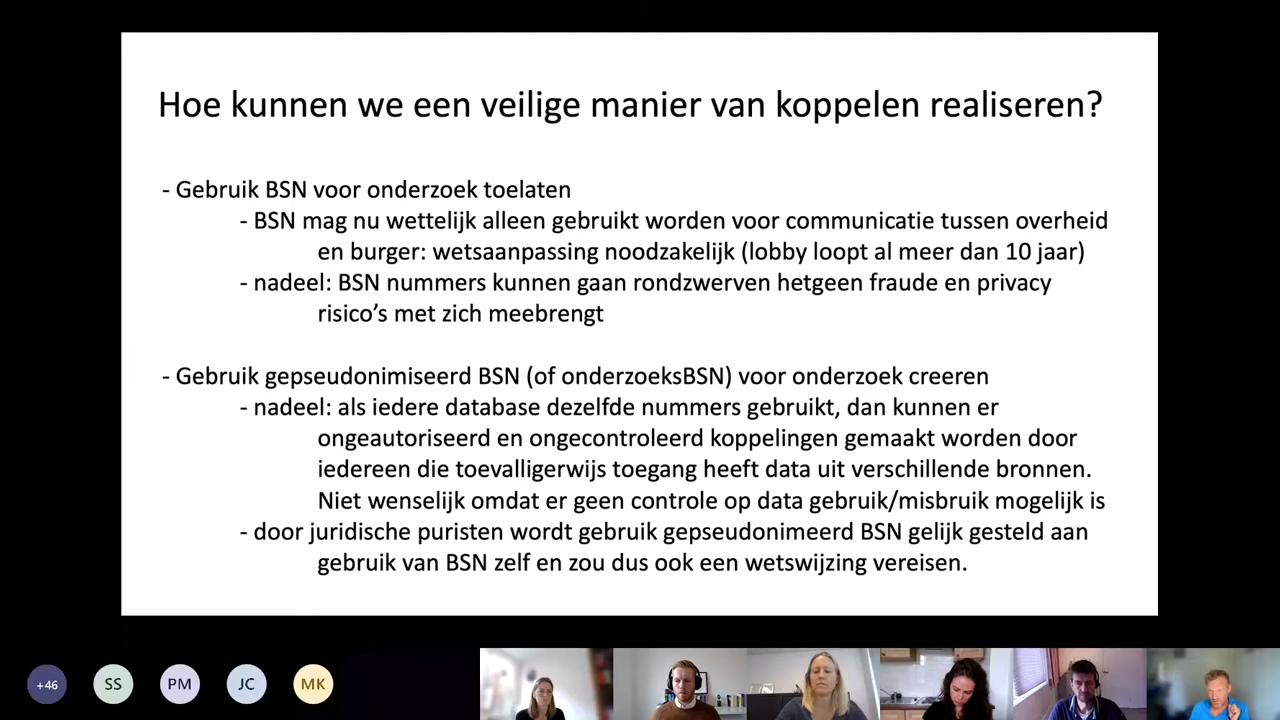 Hoe kunnen we een veilige manier van koppelen realiseren?
- Gebruik BSN voor onderzoek toelaten
- BSN mag nu wettelijk alleen gebruikt worden voor communicatie tussen overheid
en burger: wetsaanpassing noodzakelijk (lobby loopt al meer dan 10 jaar)
- nadeel: BSN nummers kunnen gaan rondzwerven hetgeen fraude en privacy
risico's met zich meebrengt
- Gebruik gepseudonimiseerd BSN (of onderzoeksBSN) voor onderzoek creeren
- nadeel: als iedere database dezelfde nummers gebruikt, dan kunnen er
ongeautoriseerd en ongecontroleerd koppelingen gemaakt worden door
iedereen die toevalligerwijs toegang heeft data uit verschillende bronnen.
Niet wenselijk omdat er geen controle op data gebruik/misbruik mogelijk is
- door juridische puristen wordt gebruik gepseudonimeerd BSN gelijk gesteld aan
gebruik van BSN zelf en zou dus ook een wetswijzing vereisen.
+46 SS PM JC MK